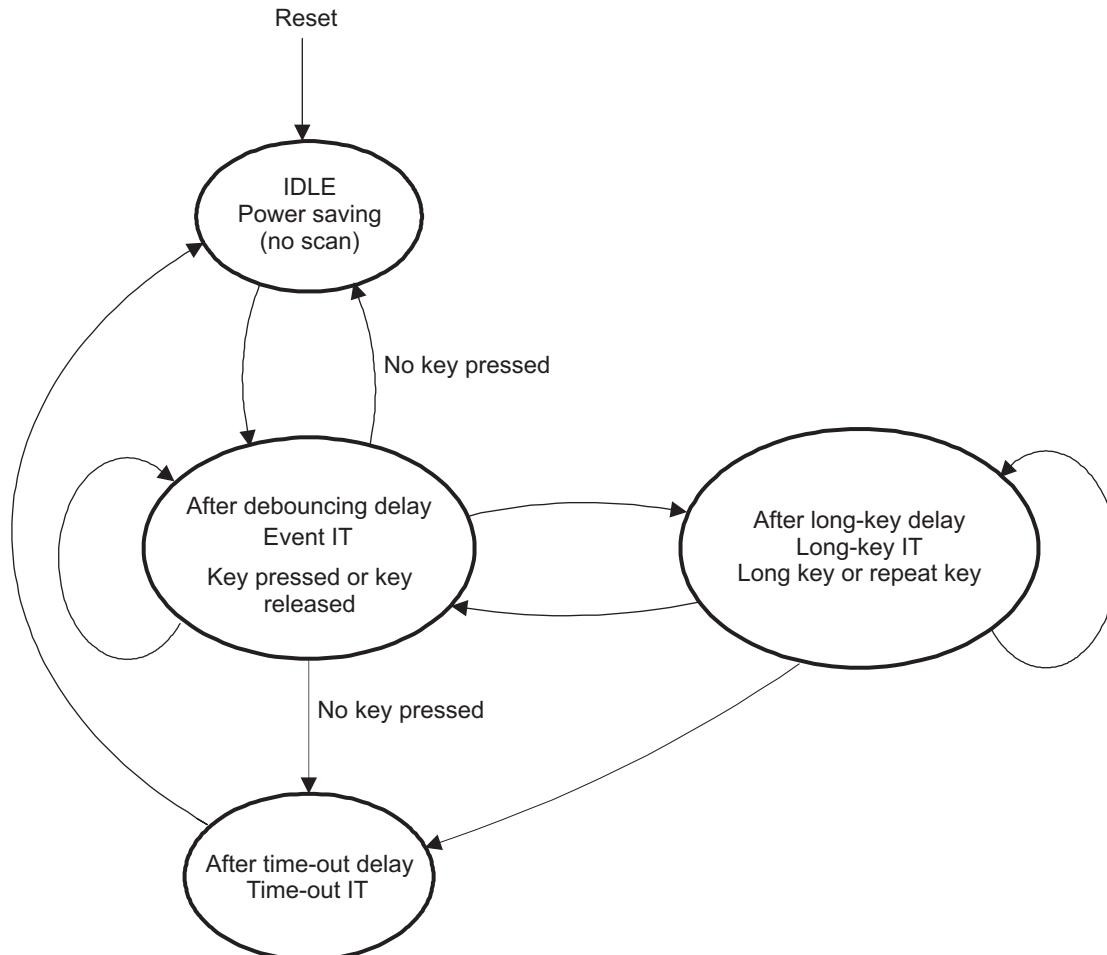 Reset
IDLE
Power saving
(no scan)
No key pressed
After debouncing delay
Event IT
Key pressed or key
released
After long-key delay
Long-key IT
Long key or repeat key
No key pressed
After time-out delay
Time-out IT